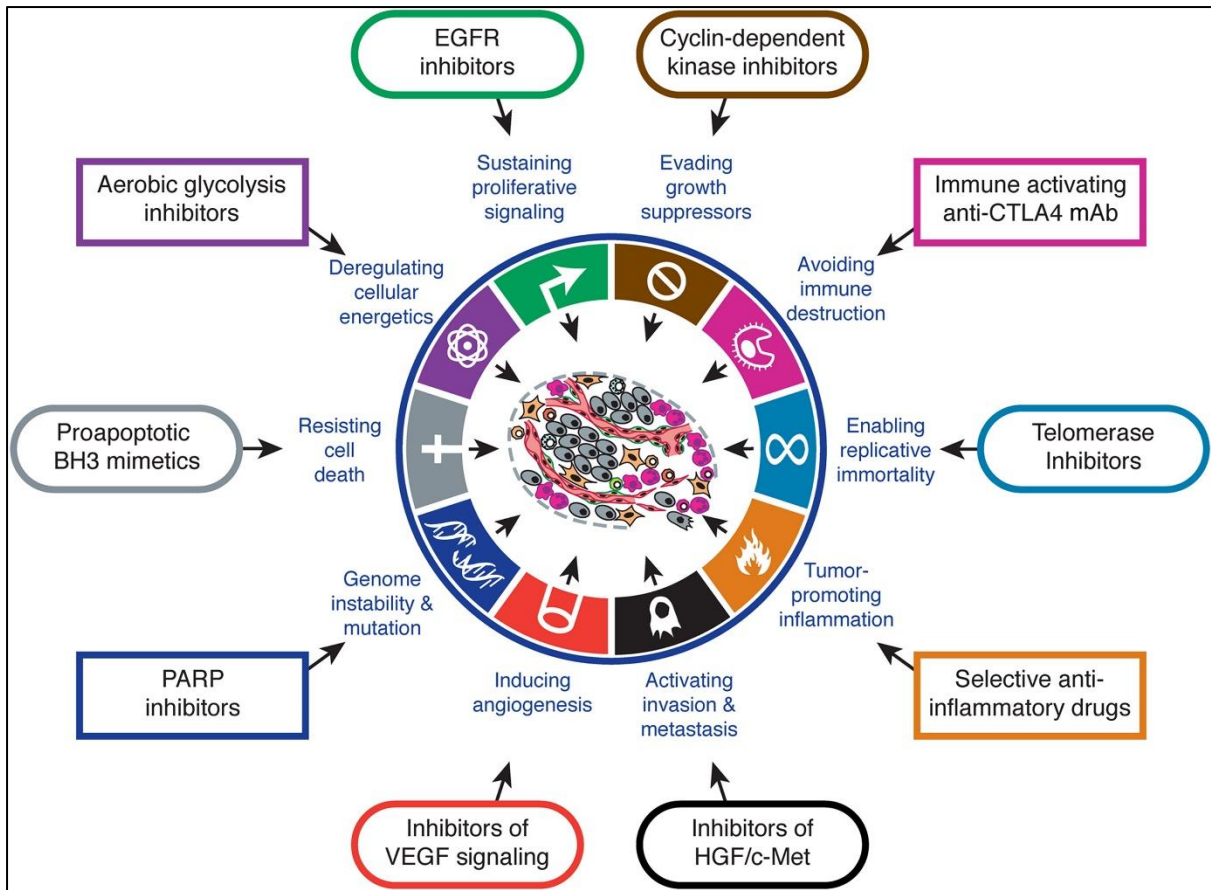 EGFR
inhibitors
Cyclin-dependent
kinase inhibitors
Sustaining
proliferative
signaling
Evading
growth
suppressors
Aerobic glycolysis
inhibitors
Immune activating
anti-CTLA4 mAb
Deregulating
cellular
energetics
Avoiding
immune
destruction
Proapoptotic
BH3 mimetics
Resisting
cell
death
Enabling
replicative
immortality
Telomerase
Inhibitors
Genome
instability &
mutation
Tumor-
promoting
inflammation
PARP
inhibitors
Inducing
angiogenesis
Activating
invasion &
metastasis
Selective anti-
inflammatory drugs
Inhibitors of
VEGF signaling
Inhibitors of
HGF/c-Met